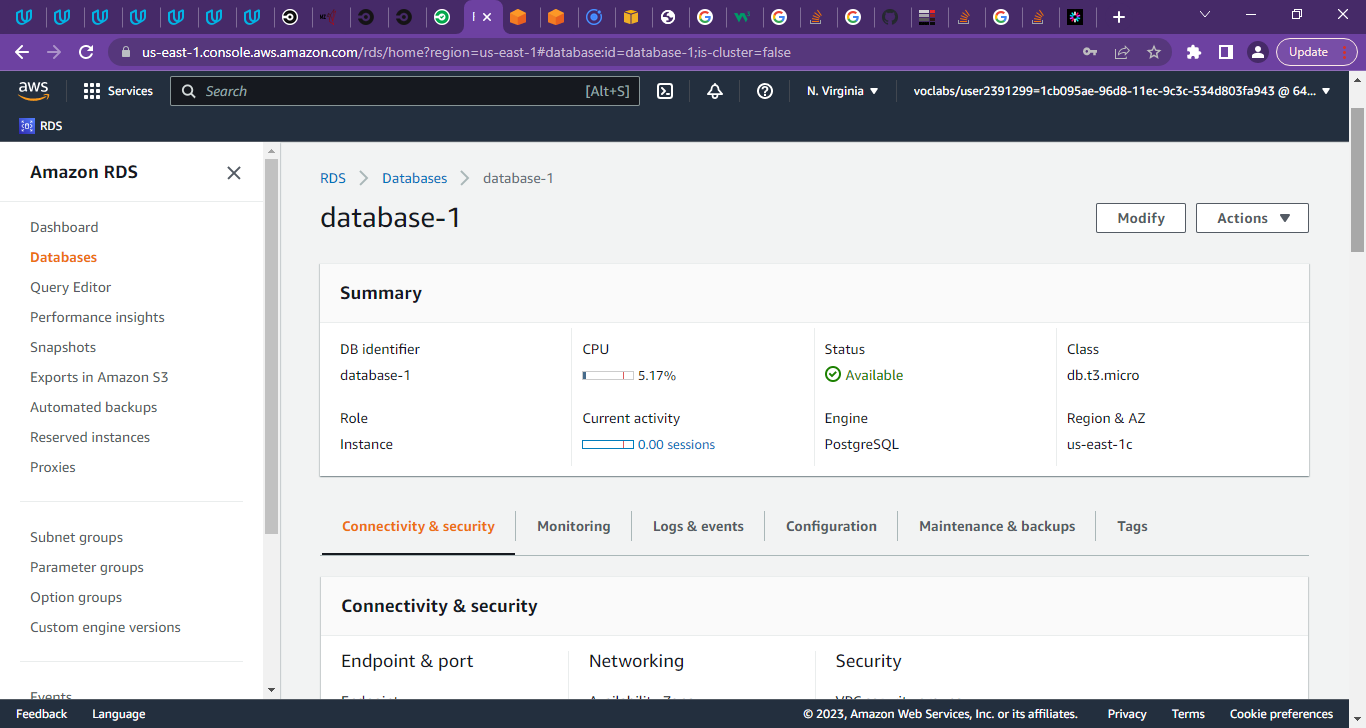 us-east-1.console.aws.amazon.com/rds/home?region=us-east-1#database:id=database-1;is-cluster=false
Update
aws
Services
Search
[Alt+S]
N. Virginia
voclabs/user2391299=1cb095ae-96d8-11ec-9c3c-534d803fa943 @ 64...
RDS
Amazon RDS
Dashboard
Databases
Query Editor
Performance insights
Snapshots
Exports in Amazon S3
Automated backups
Reserved instances
Proxies
Subnet groups
Parameter groups
Option groups
Custom engine versions
Events
RDS
Databases
database-1
database-1
Modify
Actions
Summary
DB identifier
database-1
CPU
5.17%
Status
Available
Class
db.t3.micro
Role
Instance
Current activity
0.00 sessions
Engine
PostgreSQL
Region & AZ
us-east-1c
Connectivity & security
Monitoring
Logs & events
Configuration
Maintenance & backups
Tags
Connectivity & security
Endpoint & port
Networking
Security
Feedback
Language
© 2023, Amazon Web Services, Inc. or its affiliates.
Privacy
Terms
Cookie preferences